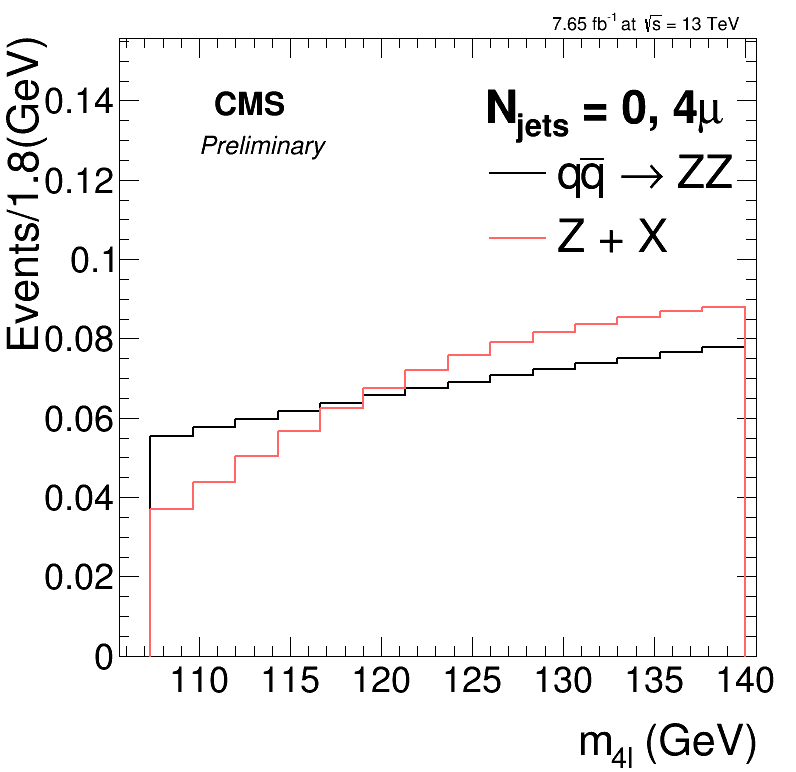 7.65 fb⁻¹ at √s = 13 TeV
Events/1.8(GeV)
CMS
Preliminary
N_jets = 0, 4μ
qq̅ → ZZ
Z + X
0.14
0.12
0.1
0.08
0.06
0.04
0.02
0
110 115 120 125 130 135 140
m_4l (GeV)